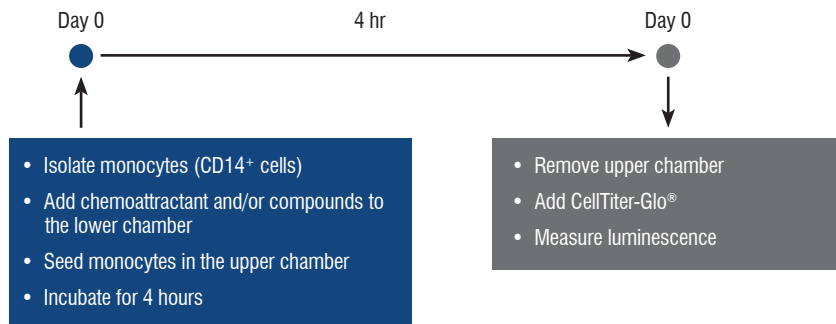 Day 0
4 hr
Day 0
• Isolate monocytes (CD14⁺ cells)
• Add chemoattractant and/or compounds to
the lower chamber
• Seed monocytes in the upper chamber
• Incubate for 4 hours
• Remove upper chamber
• Add CellTiter-Glo®
• Measure luminescence